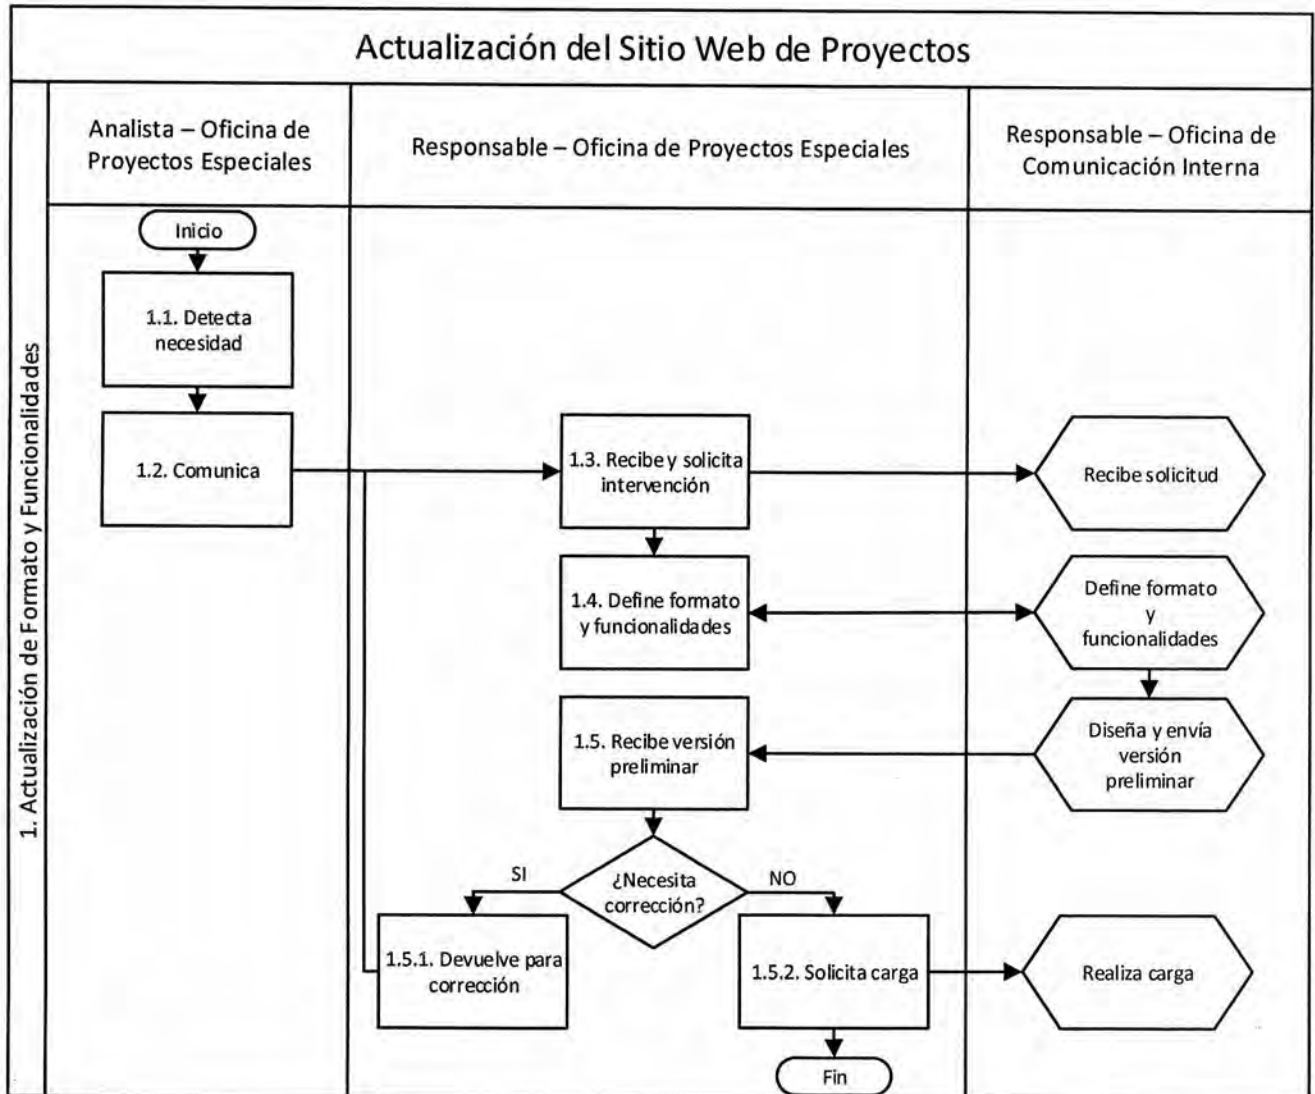 Actualización del Sitio Web de Proyectos
1. Actualización de Formato y Funcionalidades
Analista – Oficina de
Proyectos Especiales
Responsable – Oficina de Proyectos Especiales
Responsable – Oficina de
Comunicación Interna
Inicio
1.1. Detecta
necesidad
1.2. Comunica
1.3. Recibe y solicita
intervención
Recibe solicitud
1.4. Define formato
y funcionalidades
Define formato
y
funcionalidades
1.5. Recibe versión
preliminar
Diseña y envía
versión
preliminar
¿Necesita
corrección?
SI
NO
1.5.1. Devuelve para
corrección
1.5.2. Solicita carga
Realiza carga
Fin